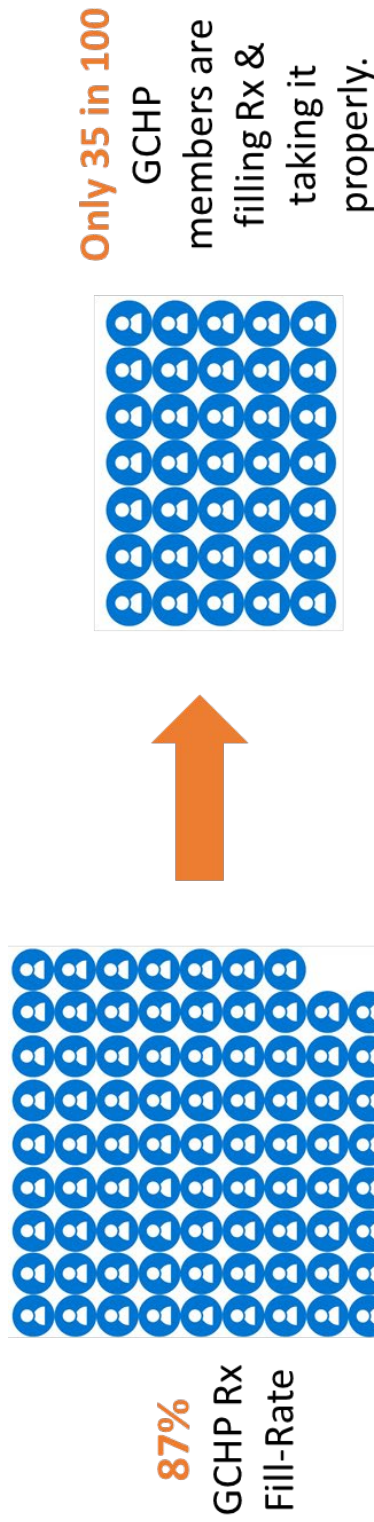 87%
GCHP Rx
Fill-Rate
Only 35 in 100
GCHP
members are
filling Rx &
taking it
properly.